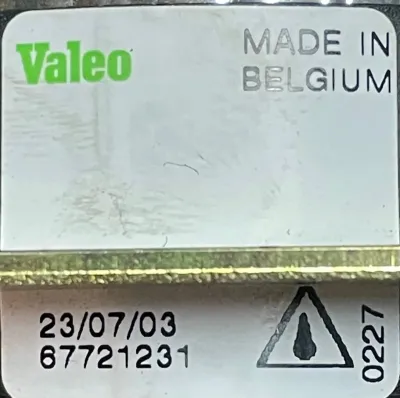 Valeo
MADE IN
BELGIUM
23/07/03
67721231
0227